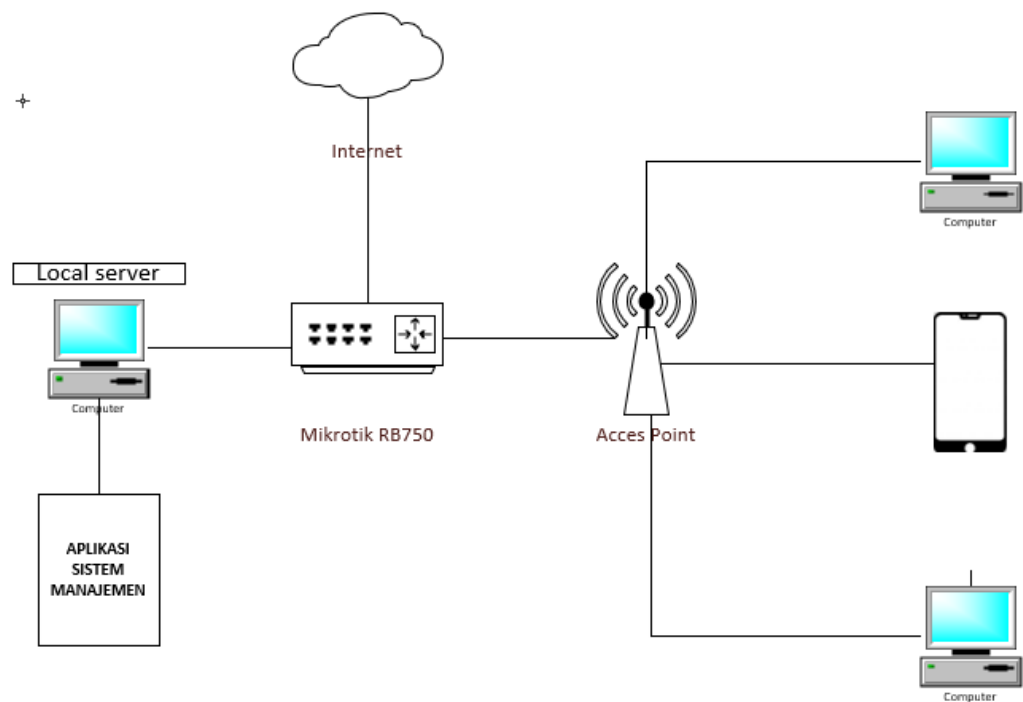 Internet
Computer
Local server
Computer
Mikrotik RB750
Acces Point
APLIKASI
SISTEM
MANAJEMEN
Computer